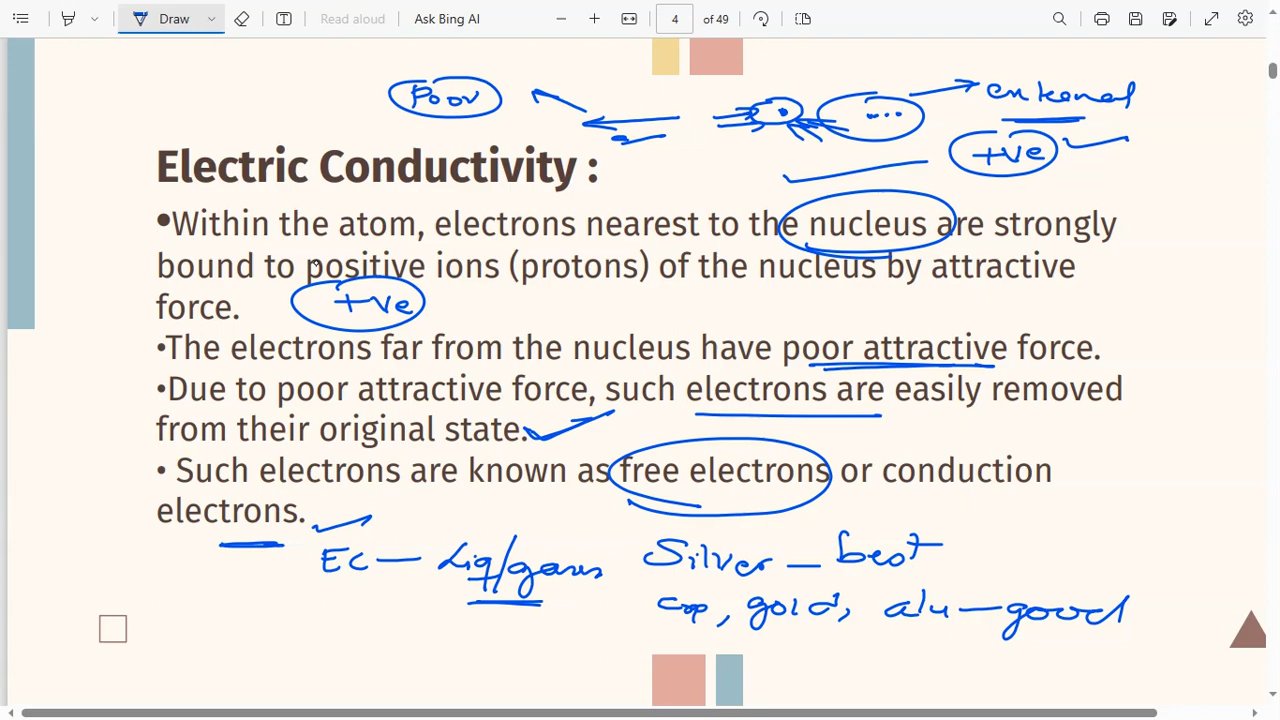 Draw
Read aloud
Ask Bing AI
4 of 49
Poor
external
+ve
Electric Conductivity :
•Within the atom, electrons nearest to the nucleus are strongly
bound to positive ions (protons) of the nucleus by attractive
force.
+ve
•The electrons far from the nucleus have poor attractive force.
•Due to poor attractive force, such electrons are easily removed
from their original state.
• Such electrons are known as free electrons or conduction
electrons.
EC — Liq/gases
Silver — best
cop, gold, alu — good